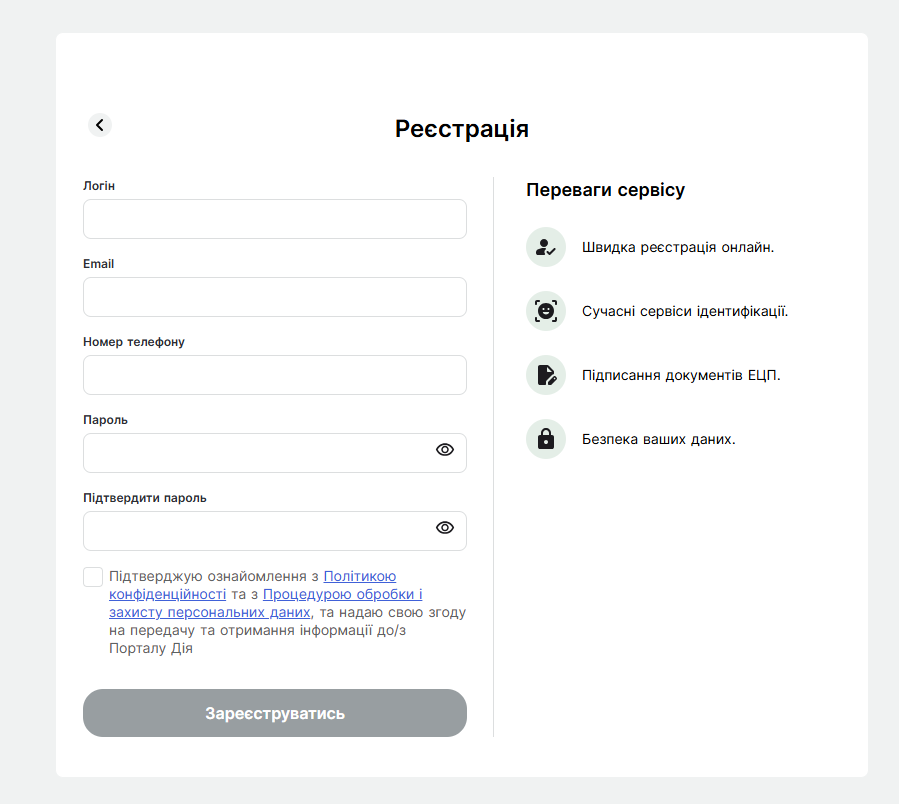 Реєстрація
Логін
Email
Номер телефону
Пароль
Підтвердити пароль
Підтверджую ознайомлення з Політикою
конфіденційності та з Процедурою обробки і
захисту персональних даних, та надаю свою згоду
на передачу та отримання інформації до/з
Порталу Дія
Зареєструватись
Переваги сервісу
Швидка реєстрація онлайн.
Сучасні сервіси ідентифікації.
Підписання документів ЕЦП.
Безпека ваших даних.